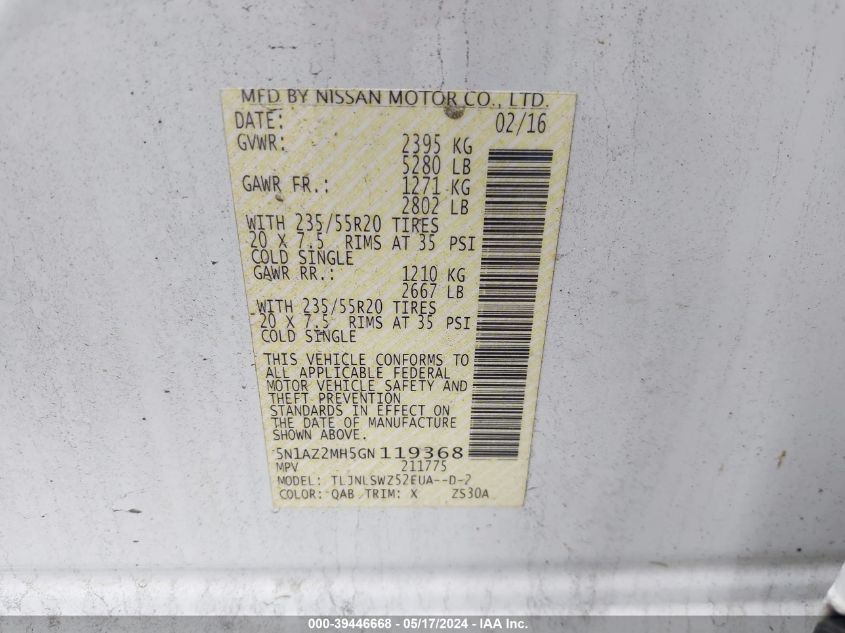 MFD BY NISSAN MOTOR CO., LTD.
DATE: 02/16
GVWR: 2395 KG
5280 LB
GAWR FR.: 1271 KG
2802 LB
WITH 235/55R20 TIRES
20 X 7.5 RIMS AT 35 PSI
COLD SINGLE
GAWR RR.: 1210 KG
2667 LB
WITH 235/55R20 TIRES
20 X 7.5 RIMS AT 35 PSI
COLD SINGLE
THIS VEHICLE CONFORMS TO
ALL APPLICABLE FEDERAL
MOTOR VEHICLE SAFETY AND
THEFT PREVENTION
STANDARDS IN EFFECT ON
THE DATE OF MANUFACTURE
SHOWN ABOVE.
5N1AZ2MH5GN 119368
MPV 211775
MODEL: TLJNLSWZ52EUA--D-2
COLOR: QAB TRIM: X ZS30A
000-39446668 - 05/17/2024 - IAA, Inc.